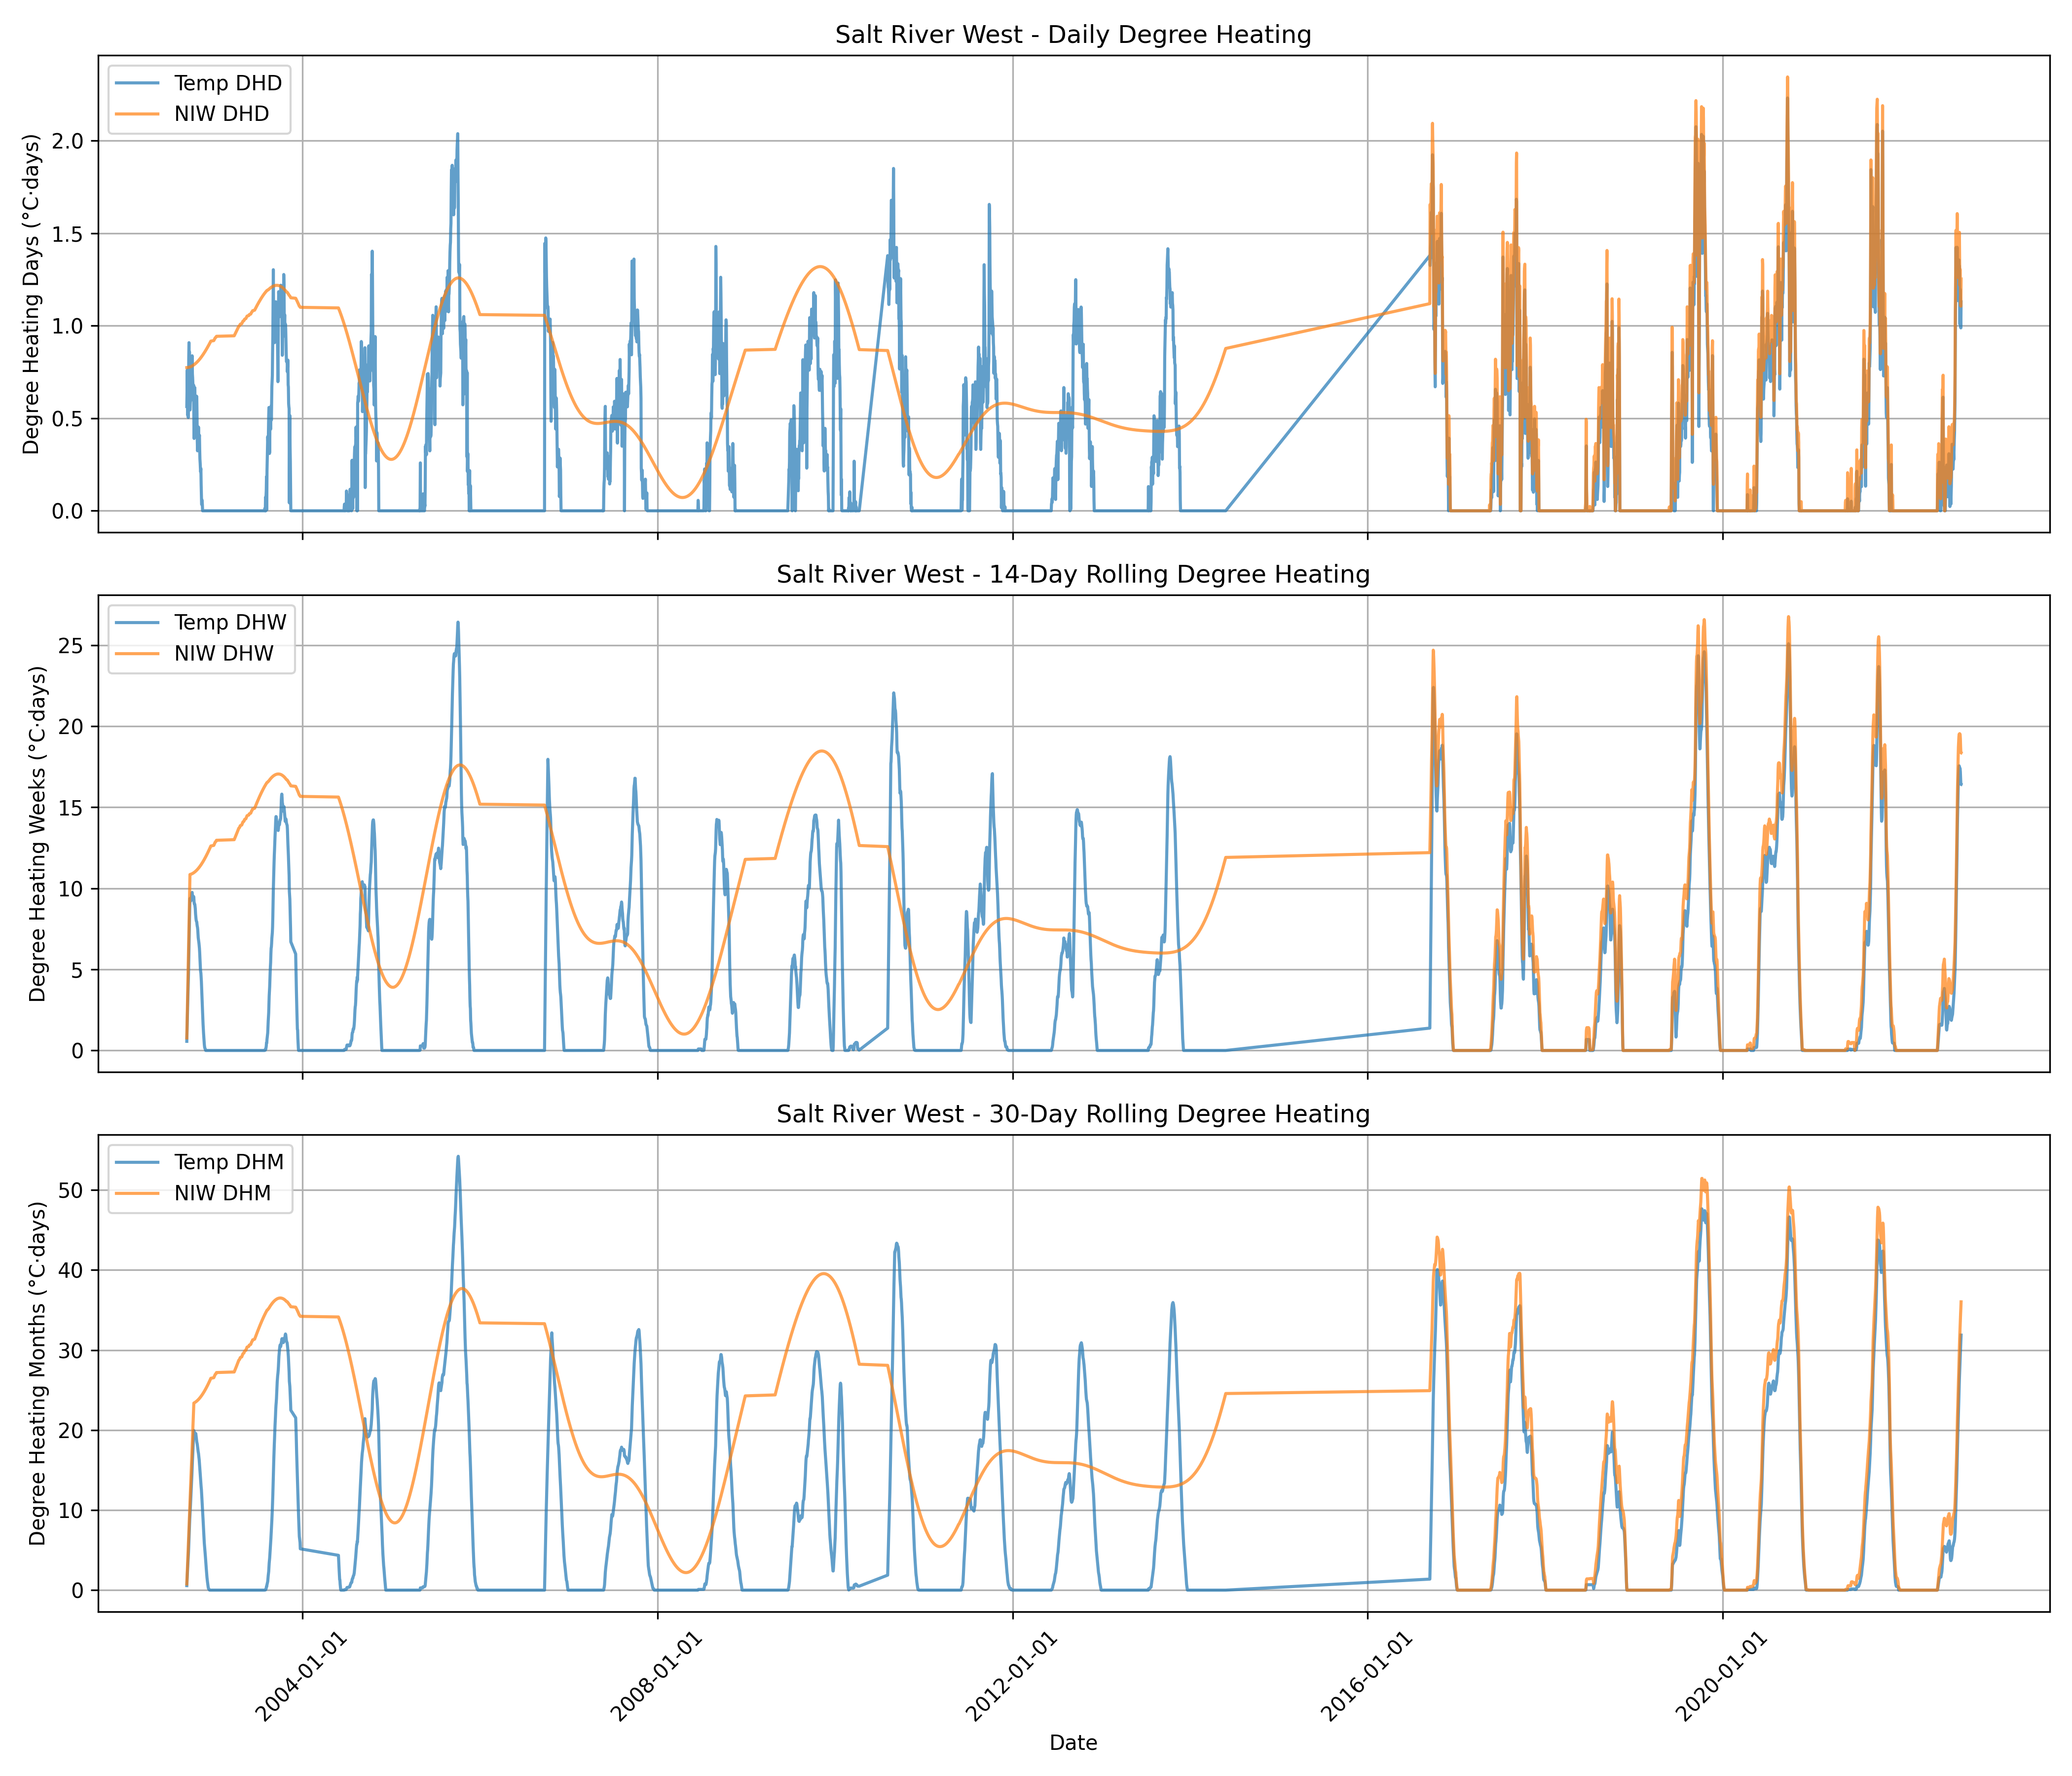 Salt River West - Daily Degree Heating
Temp DHD
NIW DHD
Degree Heating Days (°C·days)
2.0
1.5
1.0
0.5
0.0
Salt River West - 14-Day Rolling Degree Heating
Temp DHW
NIW DHW
Degree Heating Weeks (°C·days)
25
20
15
10
5
0
Salt River West - 30-Day Rolling Degree Heating
Temp DHM
NIW DHM
Degree Heating Months (°C·days)
50
40
30
20
10
0
2004-01-01
2008-01-01
2012-01-01
2016-01-01
2020-01-01
Date